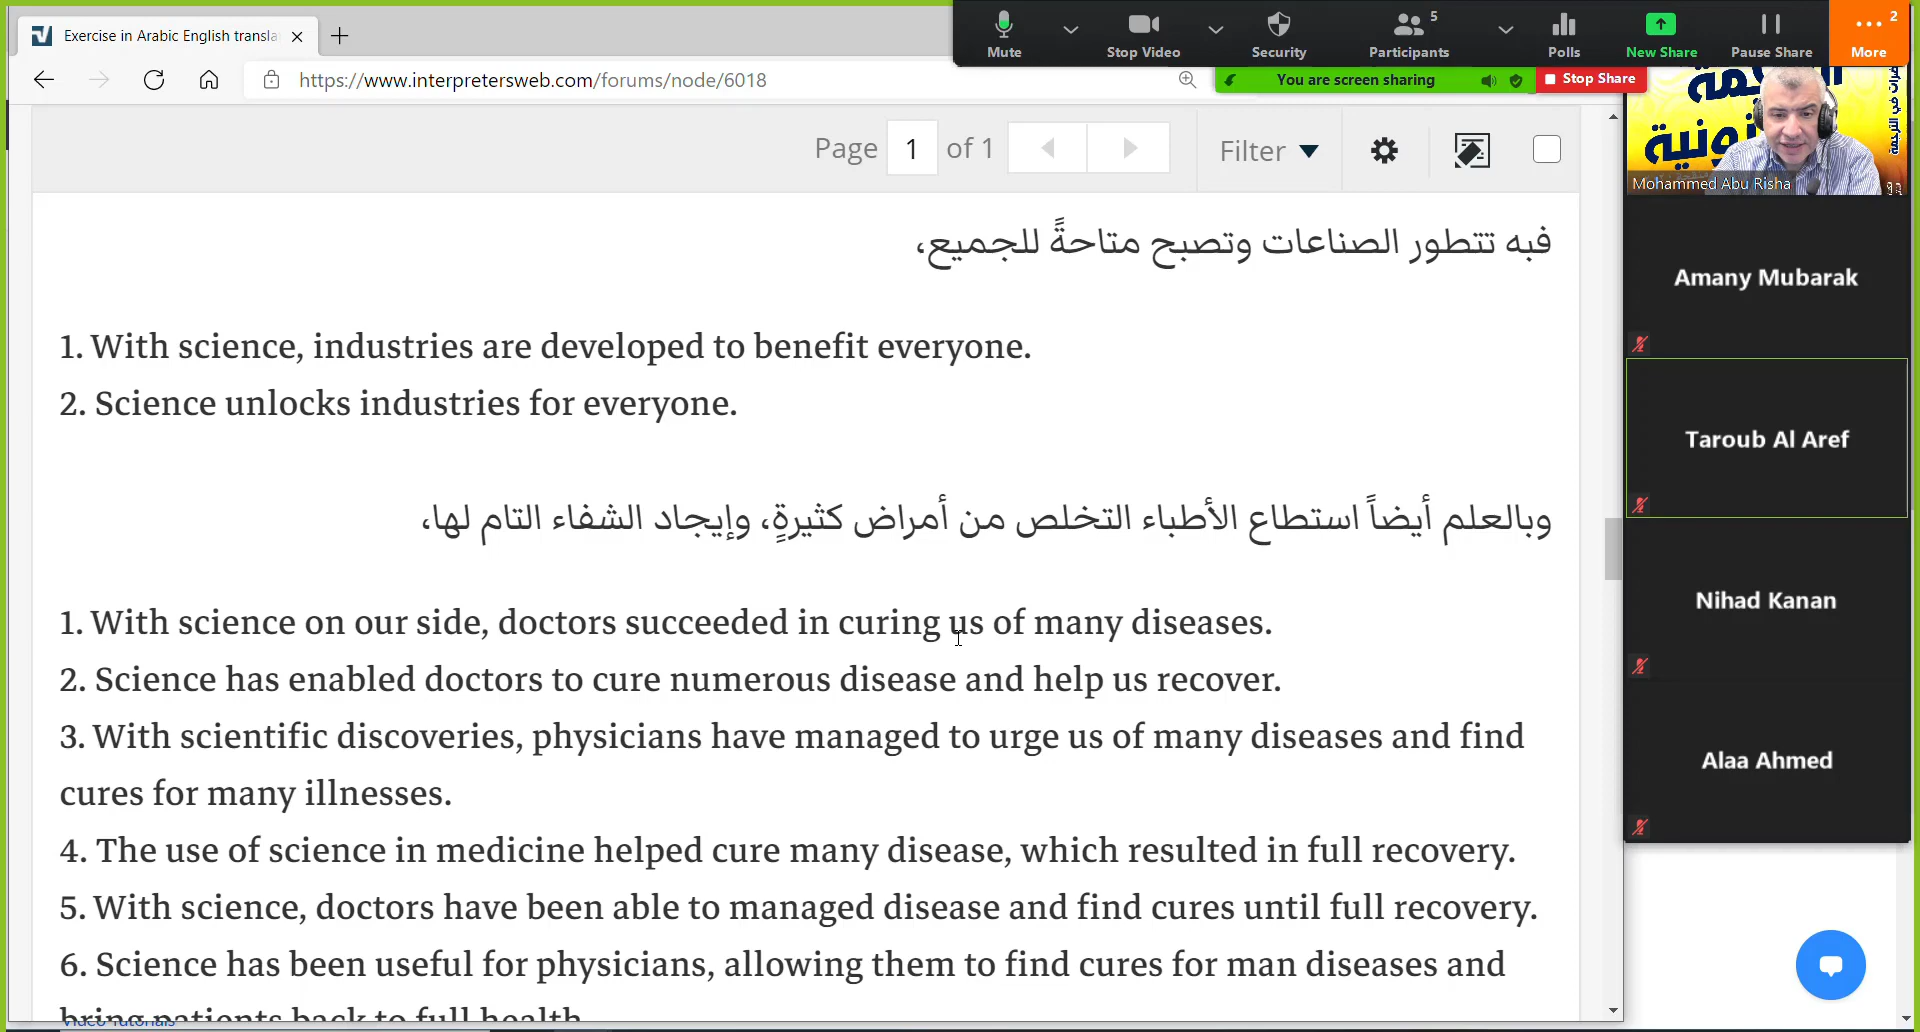 Exercise in Arabic English transla
https://www.interpretersweb.com/forums/node/6018
Mute
Stop Video
Security
5
Participants
Polls
New Share
Pause Share
2
More
You are screen sharing
Stop Share
Page 1 of 1
Filter
فبه تتطور الصناعات وتصبح متاحةً للجميع،
1. With science, industries are developed to benefit everyone.
2. Science unlocks industries for everyone.
وبالعلم أيضاً استطاع الأطباء التخلص من أمراض كثيرةٍ، وإيجاد الشفاء التام لها،
1. With science on our side, doctors succeeded in curing us of many diseases.
2. Science has enabled doctors to cure numerous disease and help us recover.
3. With scientific discoveries, physicians have managed to urge us of many diseases and find
cures for many illnesses.
4. The use of science in medicine helped cure many disease, which resulted in full recovery.
5. With science, doctors have been able to managed disease and find cures until full recovery.
6. Science has been useful for physicians, allowing them to find cures for man diseases and
bring patients back to full health.
Video Tutorials
Mohammed Abu Risha
Amany Mubarak
Taroub Al Aref
Nihad Kanan
Alaa Ahmed